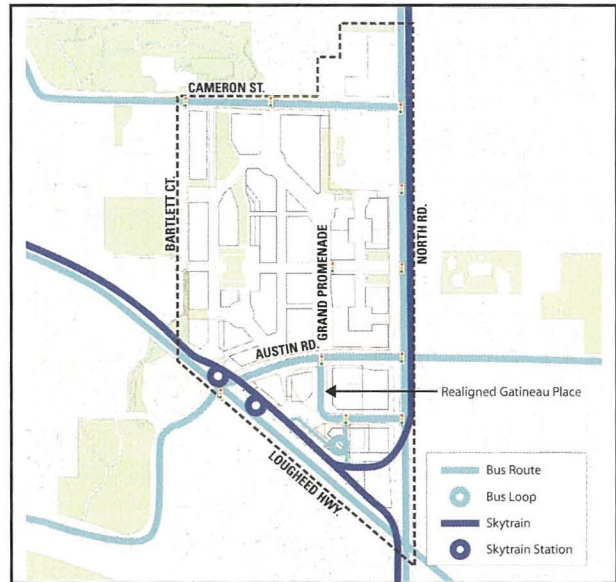 CAMERON ST.
BARTLETT CT.
GRAND PROMENADE
NORTH RD.
AUSTIN RD.
Realigned Gatineau Place
LOUGHEED HWY.
Bus Route
Bus Loop
Skytrain
Skytrain Station